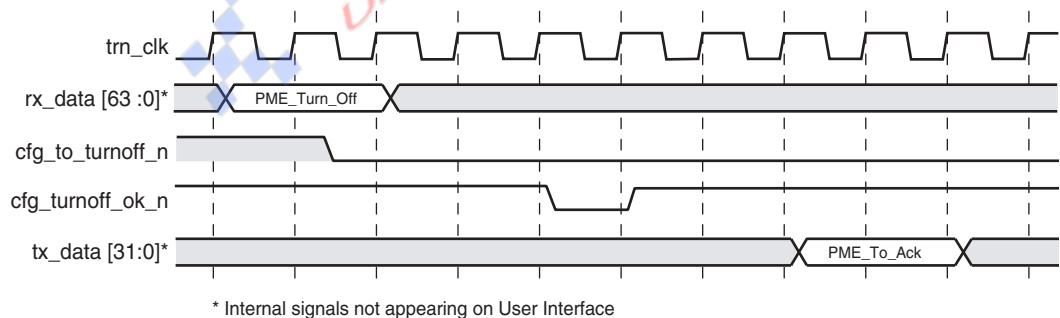 trn_clk
rx_data [63 :0]*
PME_Turn_Off
cfg_to_turnoff_n
cfg_turnoff_ok_n
tx_data [31:0]*
PME_To_Ack
* Internal signals not appearing on User Interface